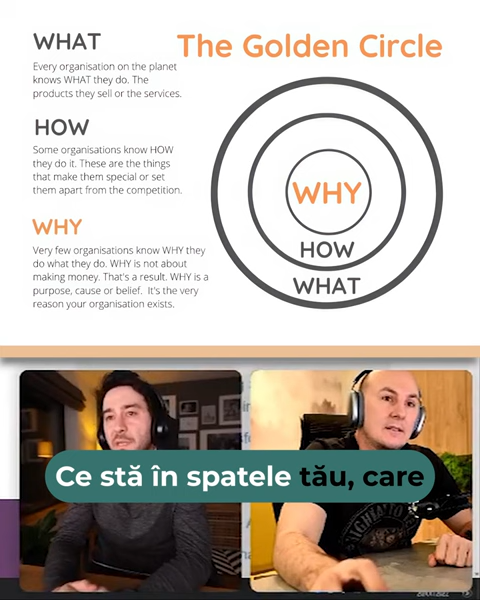 The Golden Circle
WHAT
Every organisation on the planet
knows WHAT they do. The
products they sell or the services.
HOW
Some organisations know HOW
they do it. These are the things
that make them special or set
them apart from the competition.
WHY
Very few organisations know WHY they
do what they do. WHY is not about
making money. That's a result. WHY is a
purpose, cause or belief. It's the very
reason your organisation exists.
WHY
HOW
WHAT
Ce stă în spatele tău, care